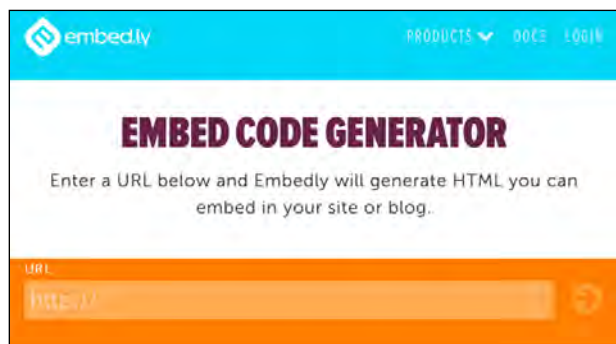 embed.ly
PRODUCTS DOCS LOGIN
EMBED CODE GENERATOR
Enter a URL below and Embedly will generate HTML you can
embed in your site or blog.
URL
http://